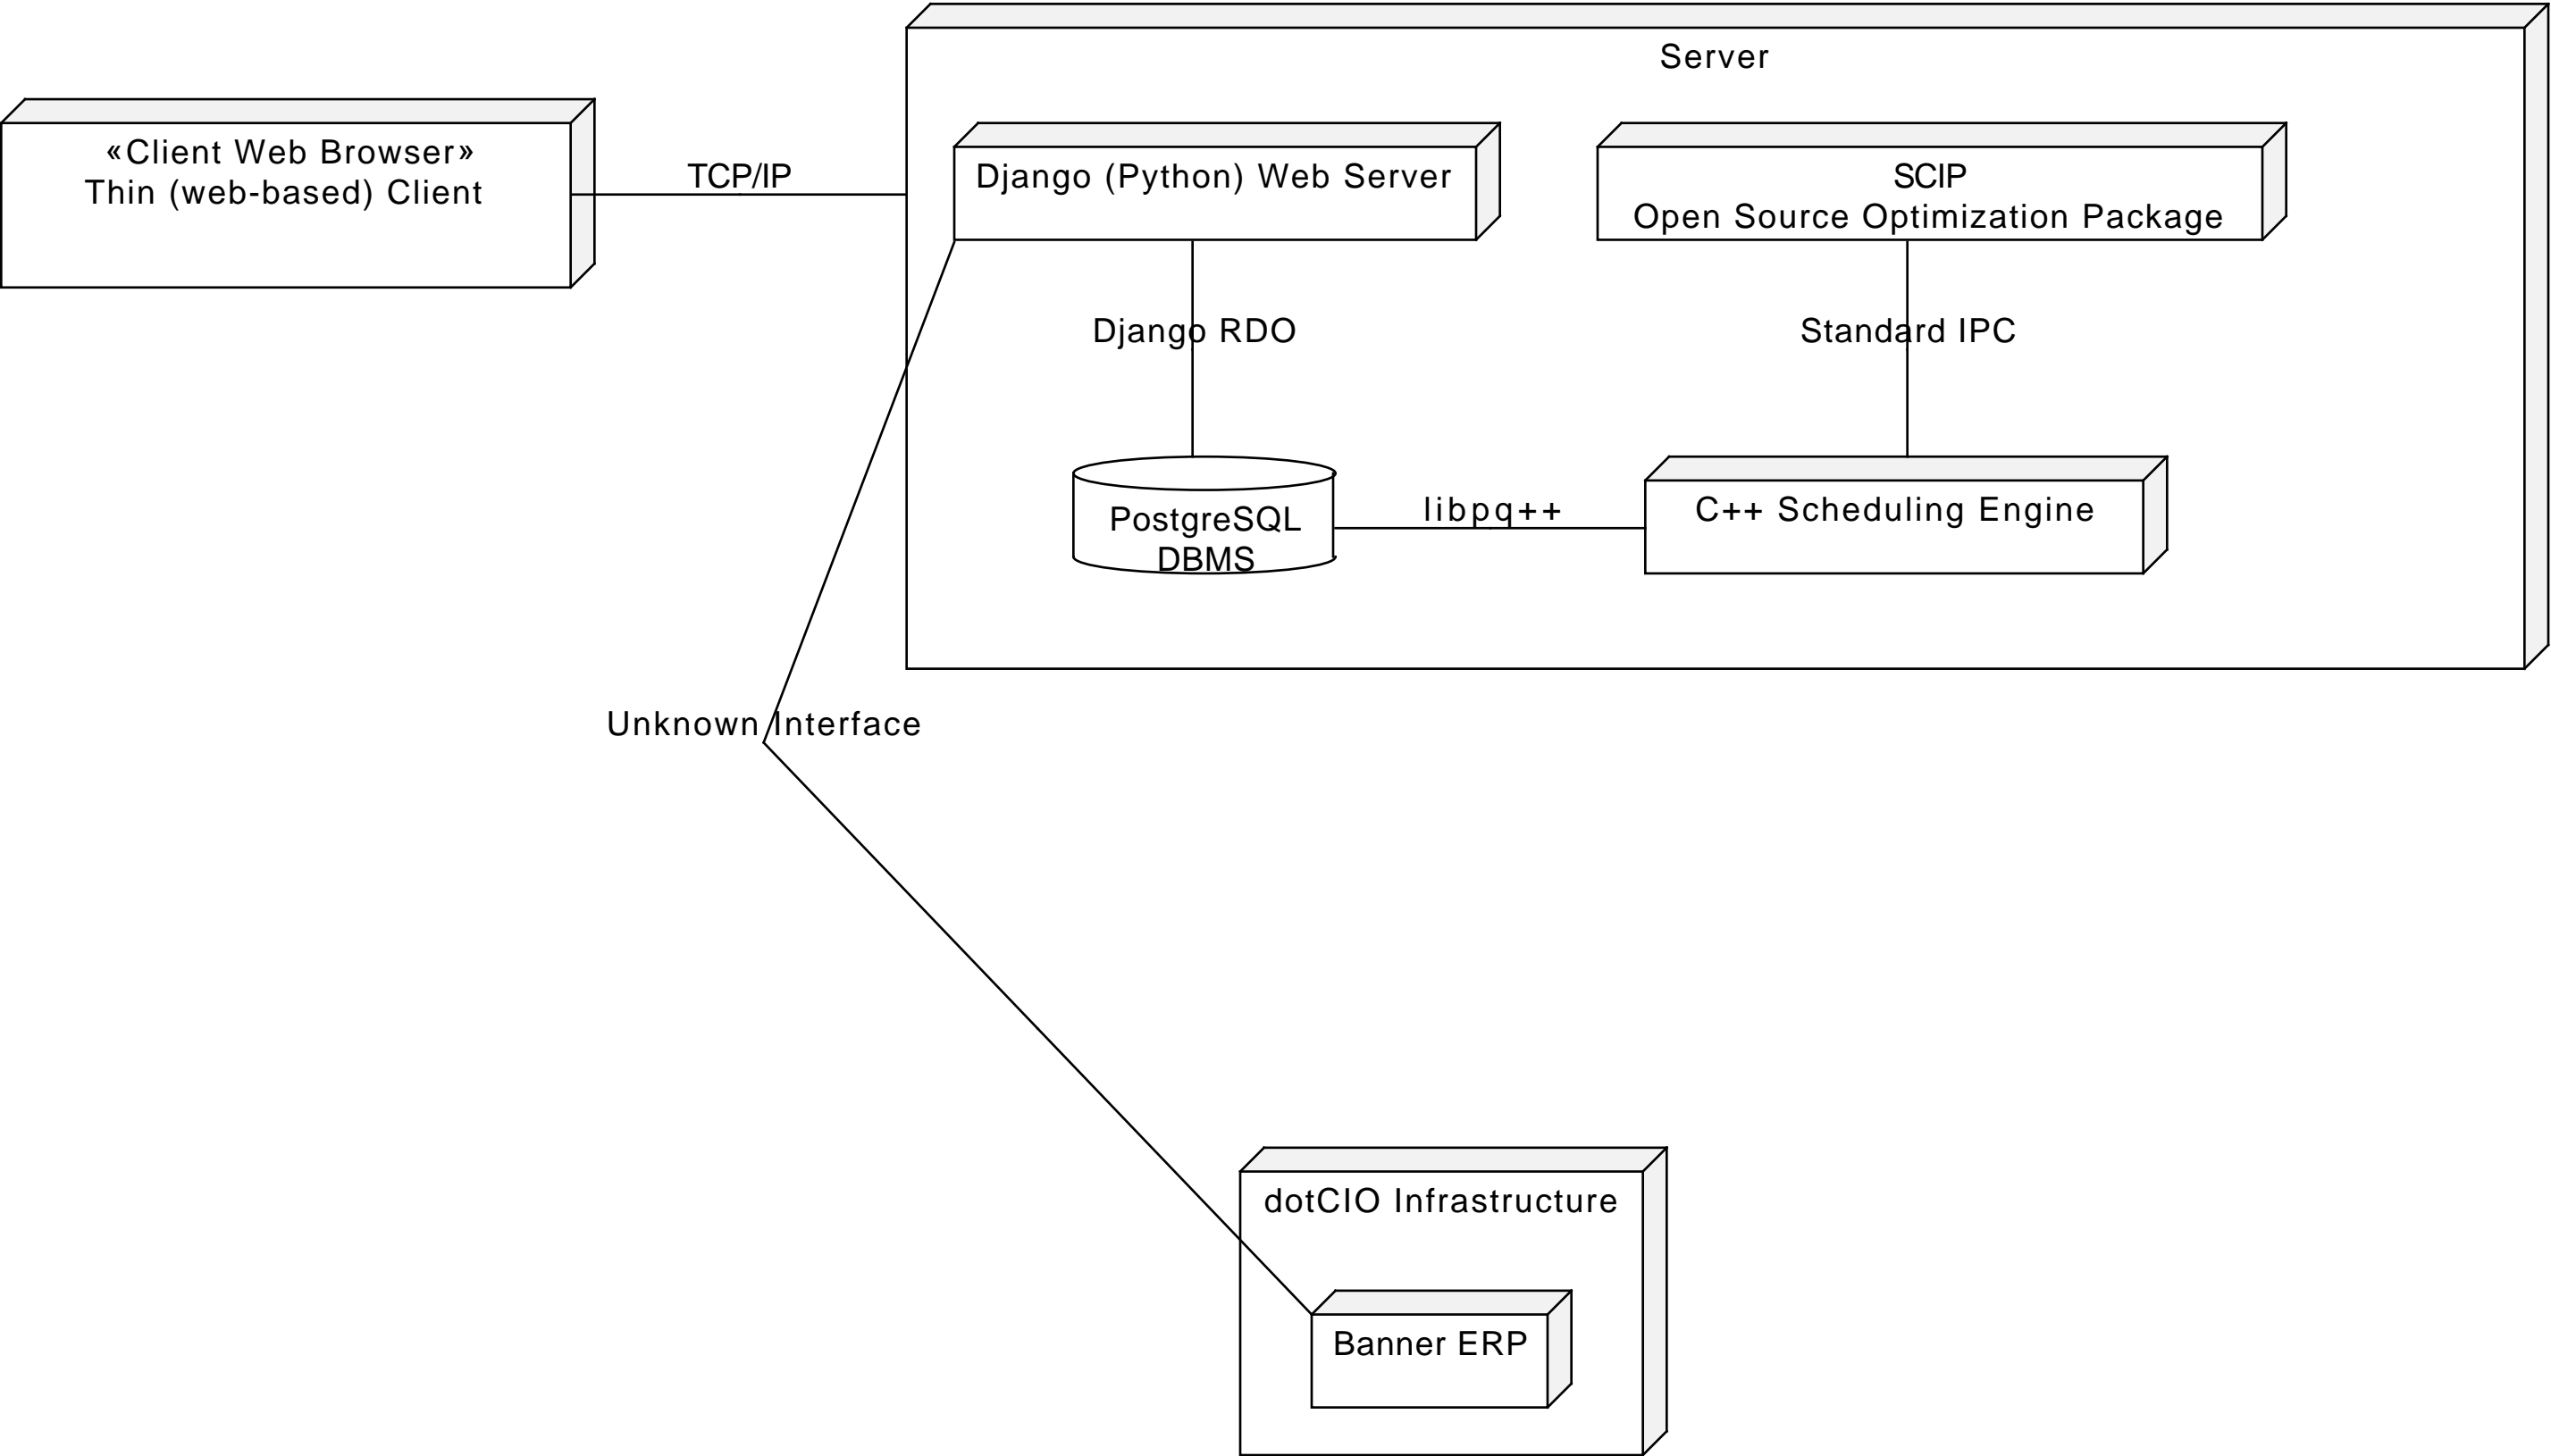 Server
«Client Web Browser»
Thin (web-based) Client
TCP/IP
Django (Python) Web Server
SCIP
Open Source Optimization Package
Django RDO
Standard IPC
PostgreSQL
DBMS
libpq++
C++ Scheduling Engine
Unknown Interface
dotCIO Infrastructure
Banner ERP